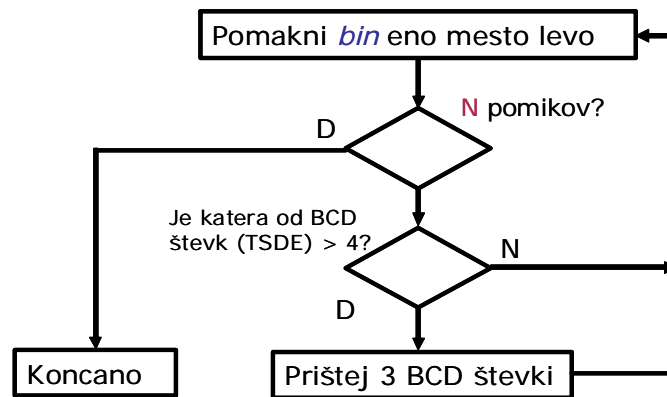 Pomakni bin eno mesto levo
N pomikov?
D
Je katera od BCD
števk (TSDE) > 4?
N
D
Koncano
Prištej 3 BCD števki